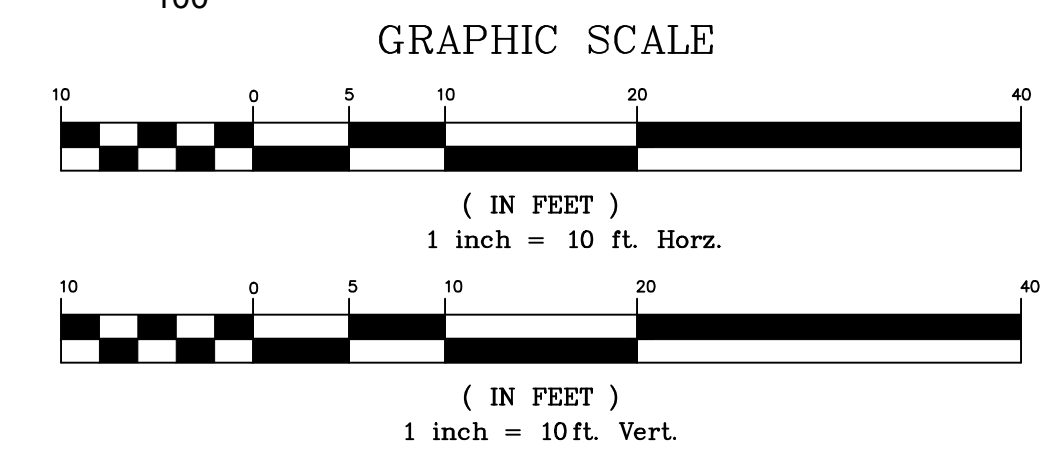 GRAPHIC SCALE
10 0 5 10 20 40
( IN FEET )
1 inch = 10 ft. Horz.
10 0 5 10 20 40
( IN FEET )
1 inch = 10 ft. Vert.